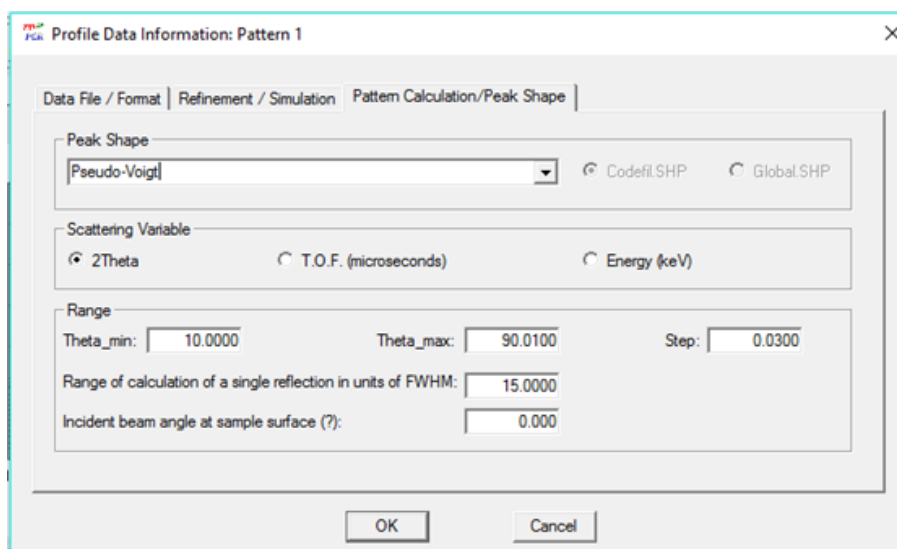 Profile Data Information: Pattern 1
Data File / Format Refinement / Simulation Pattern Calculation/Peak Shape
Peak Shape
Pseudo-Voigt Codefil.SHP Global.SHP
Scattering Variable
2Theta T.O.F. (microseconds) Energy (keV)
Range
Theta_min: 10.0000 Theta_max: 90.0100 Step: 0.0300
Range of calculation of a single reflection in units of FWHM: 15.0000
Incident beam angle at sample surface (?): 0.000
OK Cancel